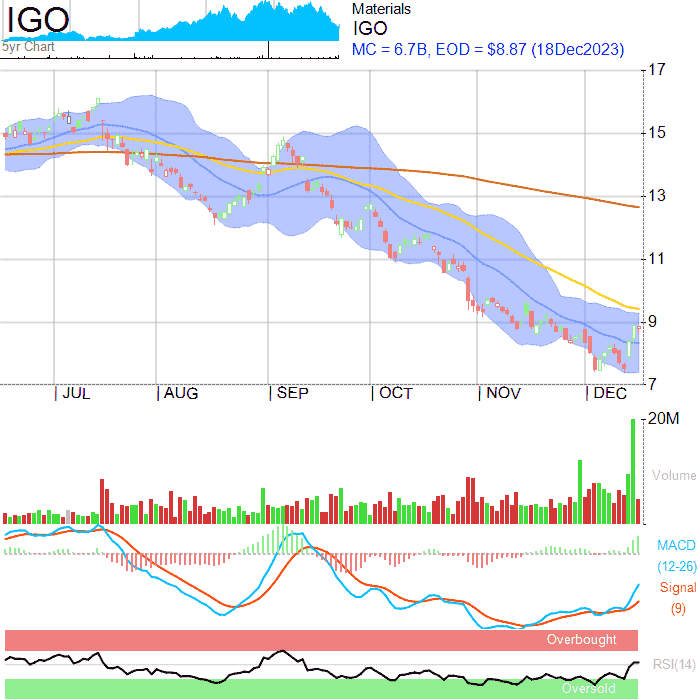 IGO
5yr Chart
Materials
IGO
MC = 6.7B, EOD = $8.87 (18Dec2023)
17
15
13
11
9
7
JUL AUG SEP OCT NOV DEC
20M
Volume
MACD
(12-26)
Signal
(9)
Overbought
RSI(14)
Oversold